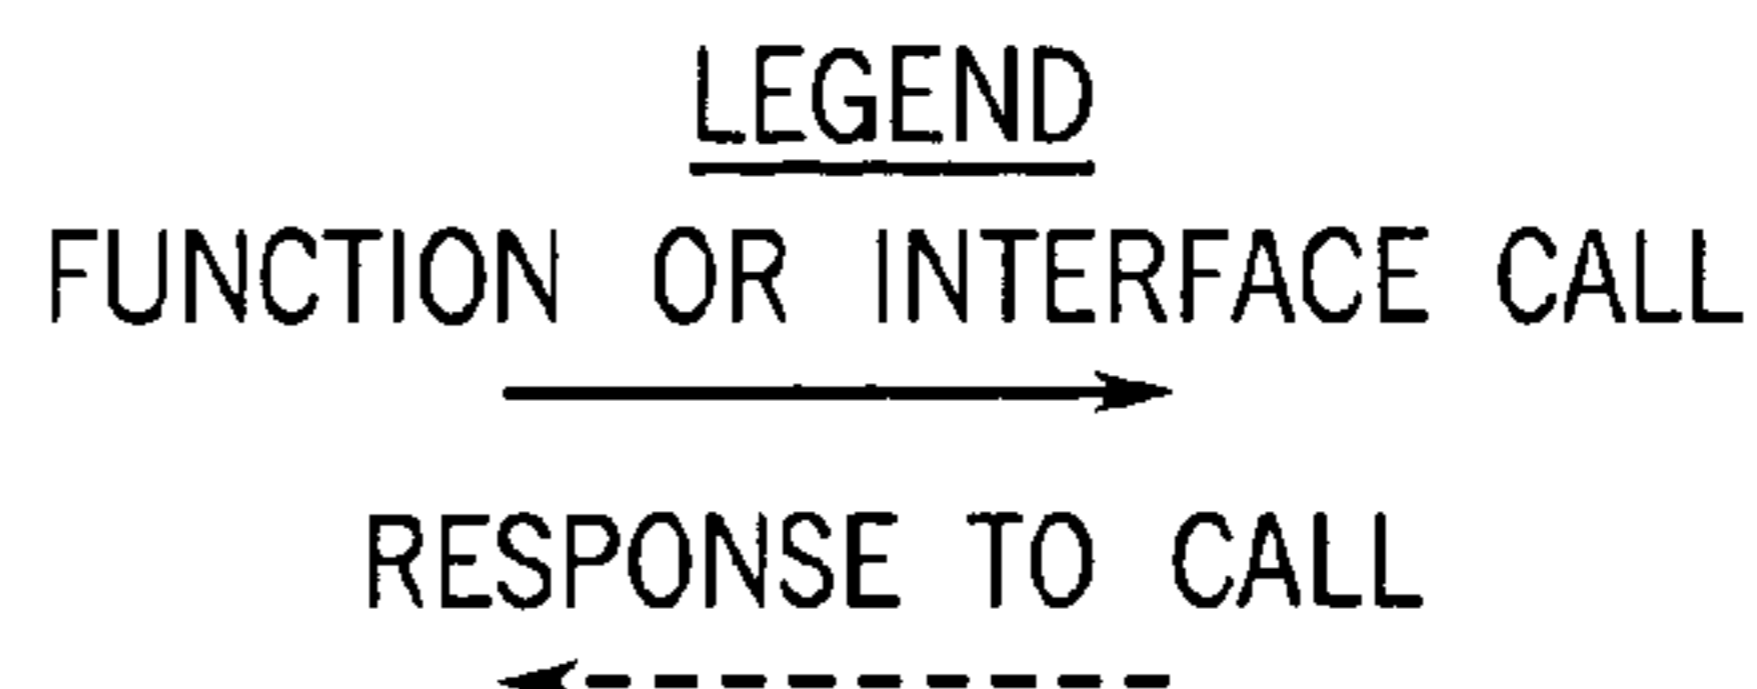 LEGEND
FUNCTION OR INTERFACE CALL
RESPONSE TO CALL